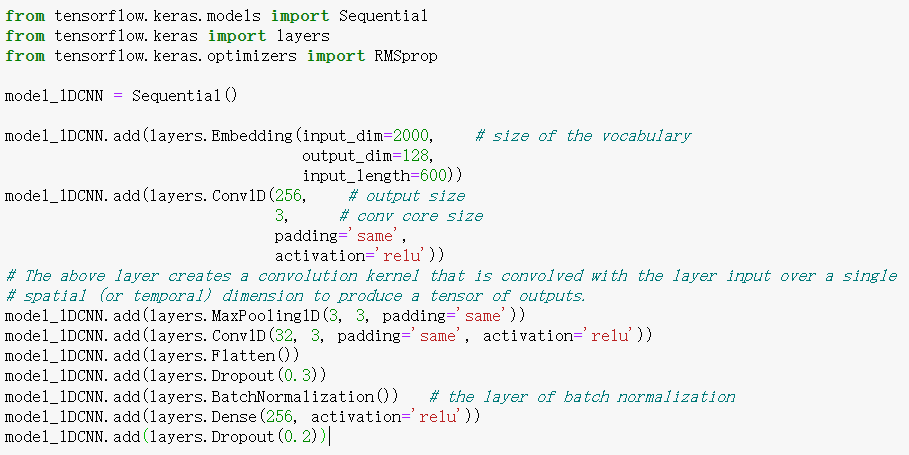 from tensorflow.keras.models import Sequential
from tensorflow.keras import layers
from tensorflow.keras.optimizers import RMSprop

model_1DCNN = Sequential()

model_1DCNN.add(layers.Embedding(input_dim=2000,    # size of the vocabulary
                                 output_dim=128,
                                 input_length=600))
model_1DCNN.add(layers.Conv1D(256,    # output size
                              3,      # conv core size
                              padding='same',
                              activation='relu'))
# The above layer creates a convolution kernel that is convolved with the layer input over a single
# spatial (or temporal) dimension to produce a tensor of outputs.
model_1DCNN.add(layers.MaxPooling1D(3, 3, padding='same'))
model_1DCNN.add(layers.Conv1D(32, 3, padding='same', activation='relu'))
model_1DCNN.add(layers.Flatten())
model_1DCNN.add(layers.Dropout(0.3))
model_1DCNN.add(layers.BatchNormalization())   # the layer of batch normalization
model_1DCNN.add(layers.Dense(256, activation='relu'))
model_1DCNN.add(layers.Dropout(0.2))